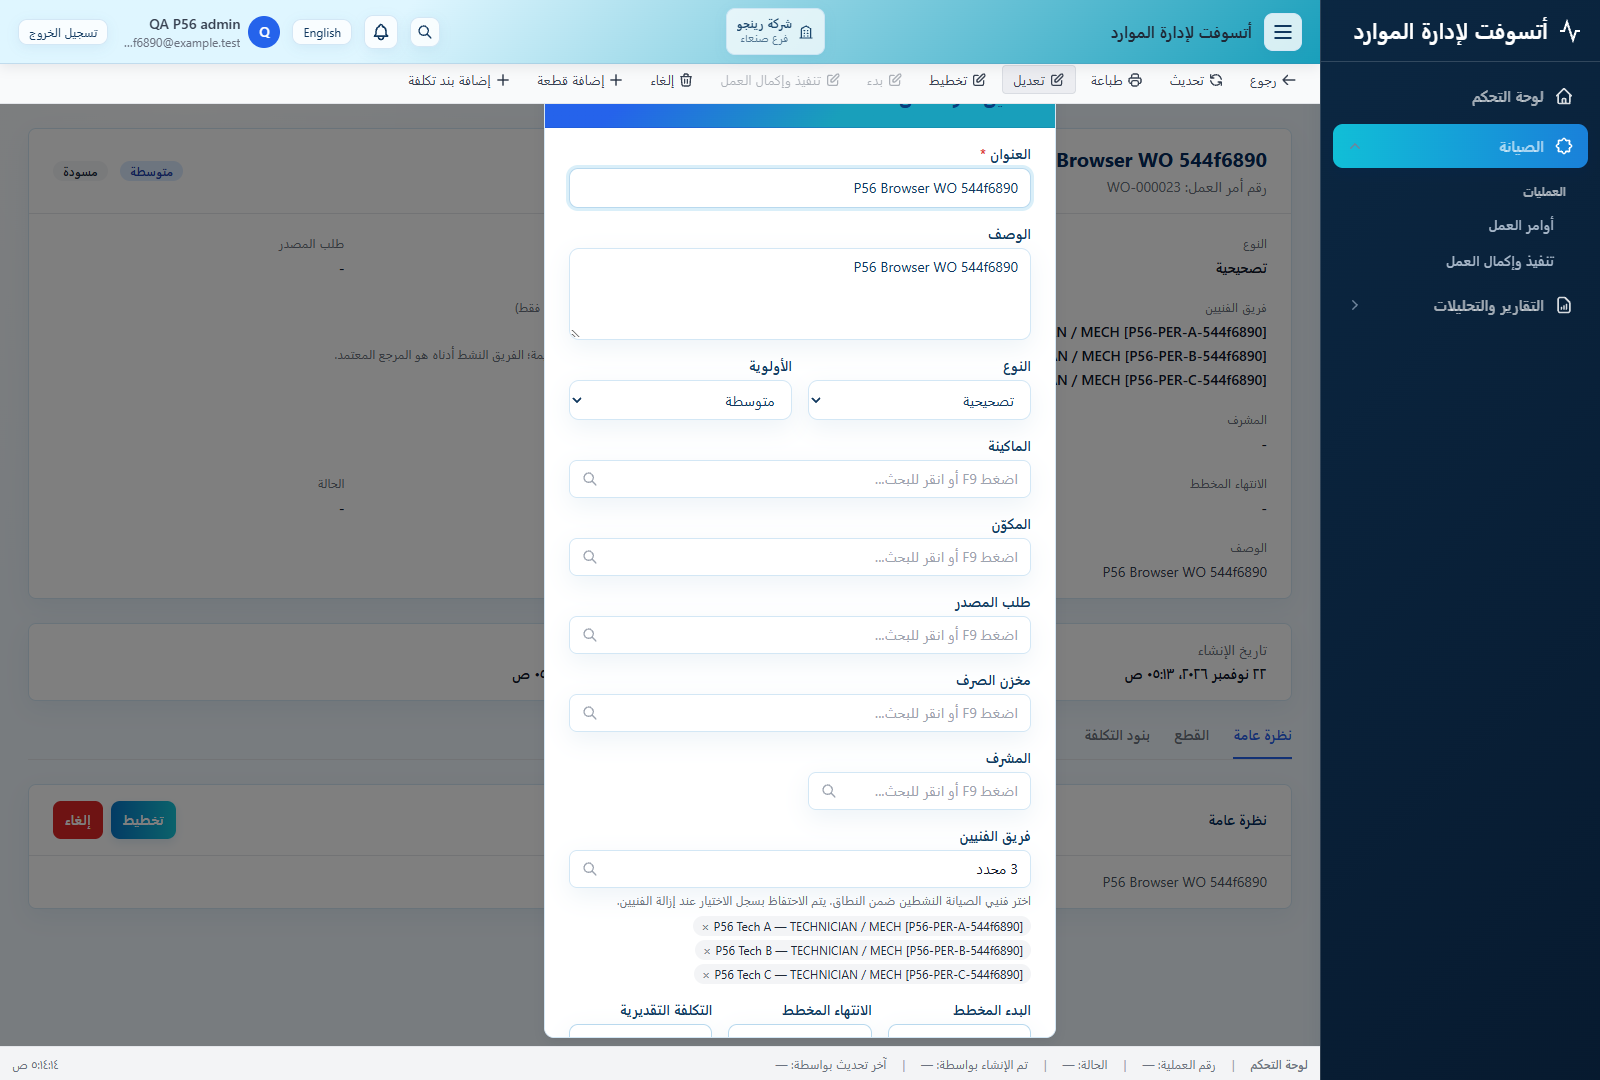 أتسوفت لإدارة الموارد
لوحة التحكم
الصيانة
العمليات
أوامر العمل
تنفيذ وإكمال العمل
التقارير والتحليلات
أتسوفت لإدارة الموارد
شركة رينجو
فرع صنعاء
English
Q
QA P56 admin
f6890@example.test...
تسجيل الخروج
رجوع
تحديث
طباعة
تعديل
تخطيط
بدء
تنفيذ وإكمال العمل
إلغاء
إضافة قطعة
إضافة بند تكلفة
Browser WO 544f6890
رقم أمر العمل: WO-000023
متوسطة
مسودة
النوع
تصحيحية
طلب المصدر
-
فريق الفنيين
N / MECH [P56-PER-A-544f6890]
N / MECH [P56-PER-B-544f6890]
N / MECH [P56-PER-C-544f6890]
فقط)
الفريق النشط أدناه هو المرجع المعتمد.
المشرف
-
الانتهاء المخطط
-
الحالة
-
الوصف
P56 Browser WO 544f6890
تاريخ الإنشاء
٢٢ نوفمبر ٢٠٢٦، ٠٥:١٣ ص
ص
نظرة عامة
القطع
بنود التكلفة
نظرة عامة
تخطيط
إلغاء
P56 Browser WO 544f6890
العنوان *
P56 Browser WO 544f6890
الوصف
P56 Browser WO 544f6890
النوع
تصحيحية
الأولوية
متوسطة
الماكينة
اضغط F9 أو انقر للبحث...
المكوّن
اضغط F9 أو انقر للبحث...
طلب المصدر
اضغط F9 أو انقر للبحث...
مخزن الصرف
اضغط F9 أو انقر للبحث...
المشرف
اضغط F9 أو انقر للبحث...
فريق الفنيين
3 محدد
اختر فنيي الصيانة النشطين ضمن النطاق. يتم الاحتفاظ بسجل الاختيار عند إزالة الفنيين.
P56 Tech A — TECHNICIAN / MECH [P56-PER-A-544f6890] ×
P56 Tech B — TECHNICIAN / MECH [P56-PER-B-544f6890] ×
P56 Tech C — TECHNICIAN / MECH [P56-PER-C-544f6890] ×
البدء المخطط
الانتهاء المخطط
التكلفة التقديرية
لوحة التحكم | رقم العملية: — | الحالة: — | تم الإنشاء بواسطة: — | آخر تحديث بواسطة: —
٥:١٤:١٤ ص